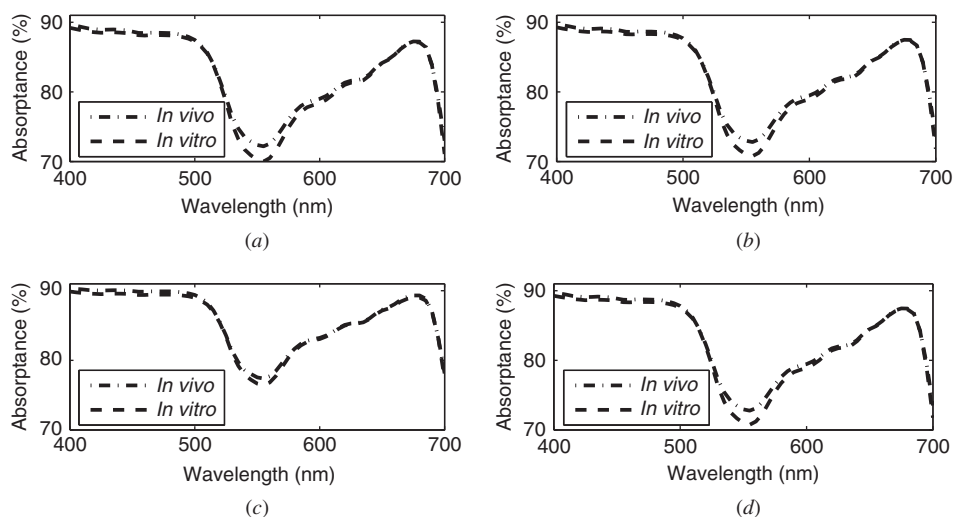 90
80
70
Absorptance (%)
In vivo
In vitro
400 500 600 700
Wavelength (nm)
(a)
90
80
70
Absorptance (%)
In vivo
In vitro
400 500 600 700
Wavelength (nm)
(b)
90
80
70
Absorptance (%)
In vivo
In vitro
400 500 600 700
Wavelength (nm)
(c)
90
80
70
Absorptance (%)
In vivo
In vitro
400 500 600 700
Wavelength (nm)
(d)